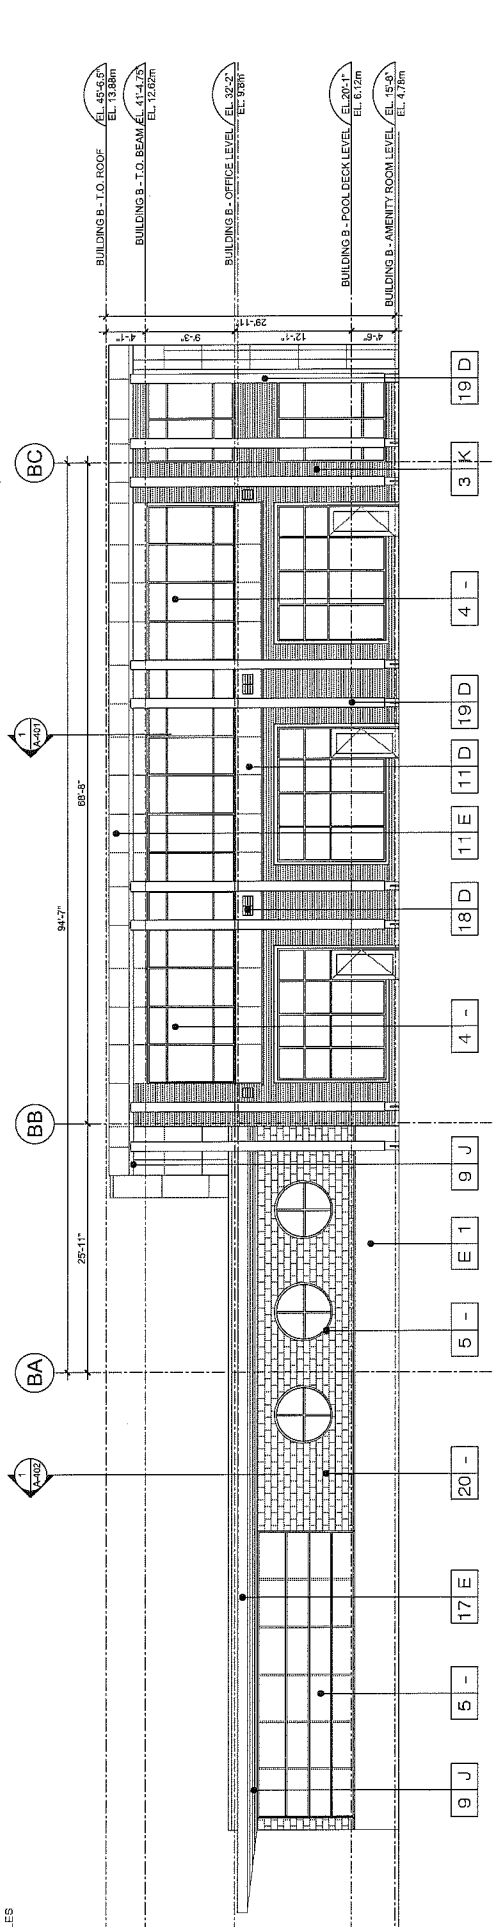 LES
BUILDING B - T.O. ROOF
EL. 45'-6.5"
EL. 13.88m
BUILDING B - T.O. BEAM
EL. 41'-4.75"
EL. 12.62m
BUILDING B - OFFICE LEVEL
EL. 32'-2"
EL. 9.8m
BUILDING B - POOL DECK LEVEL
EL. 20'-1"
EL. 6.12m
BUILDING B - AMENITY ROOM LEVEL
EL. 15'-8"
EL. 4.78m
4'-1"
9'-3"
29'-11"
12'-1"
4'-6"
BA
BB
BC
1
A-402
1
A-401
94'-7"
25'-11"
68'-8"
9 J
5 -
17 E
20 -
5 -
E 1
9 J
4 -
18 D
11 E
11 D
19 D
4 -
3 K
19 D